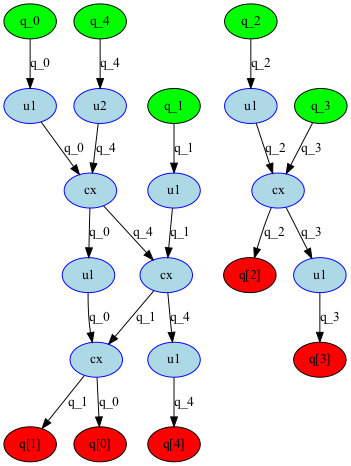 q_0 q_4 q_2
q_0 q_4 q_2
u1 u2 q_1 u1 q_3
q_0 q_4 q_1 q_2 q_3
cx u1 cx
q_0 q_4 q_1 q_2 q_3
u1 cx q[2] u1
q_0 q_1 q_4 q_3
cx u1 q[3]
q_1 q_0 q_4
q[1] q[0] q[4]